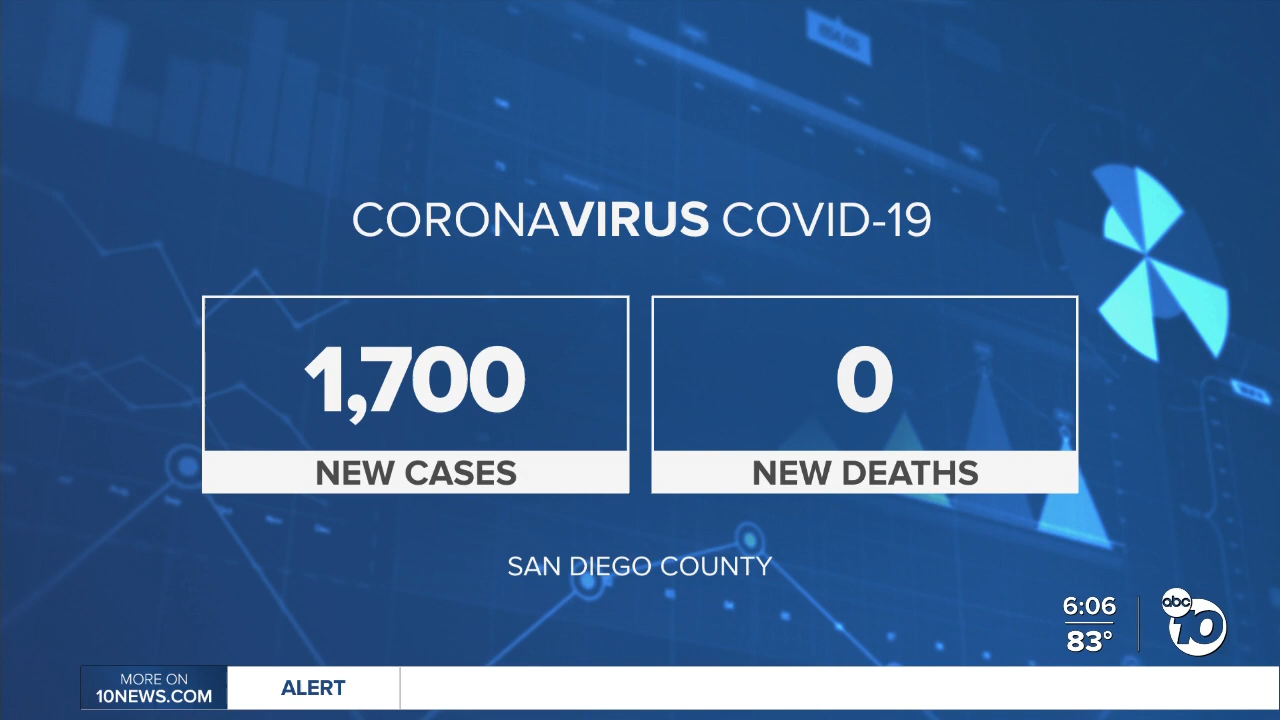 CORONAVIRUS COVID-19
1,700
NEW CASES
0
NEW DEATHS
SAN DIEGO COUNTY
6:06
83°
abc
10
MORE ON
10NEWS.COM
ALERT